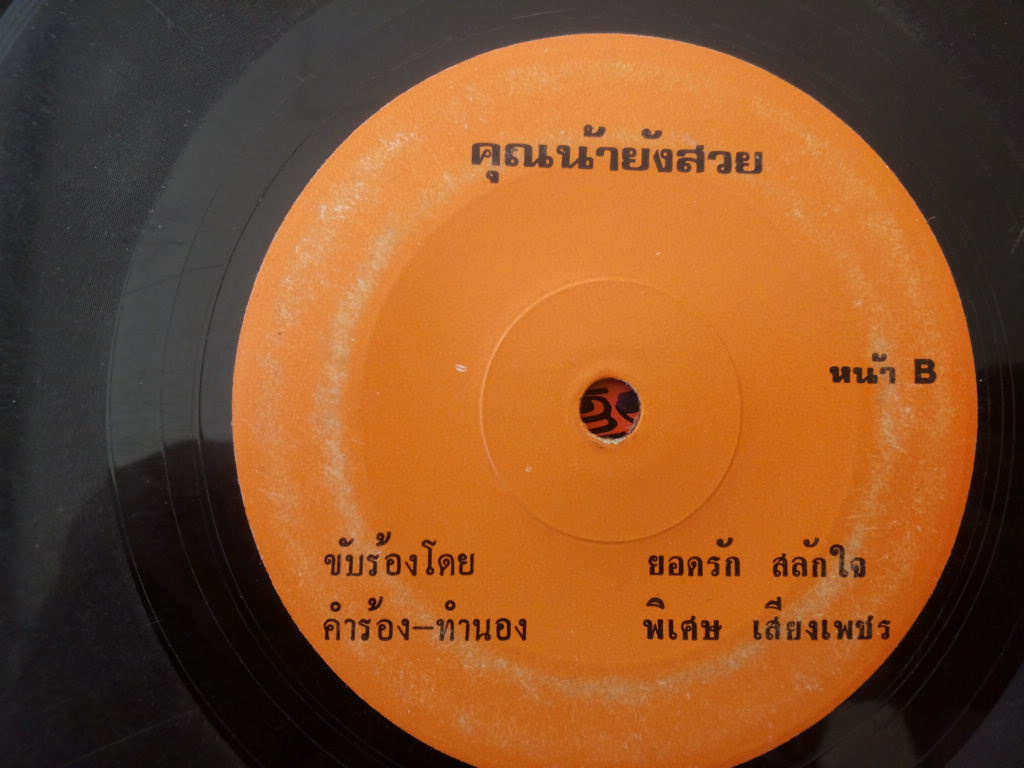 คุณน้ายังสวย
หน้า B
ขับร้องโดย ยอดรัก สลักใจ
คำร้อง-ทำนอง พิเศษ เสียงเพชร